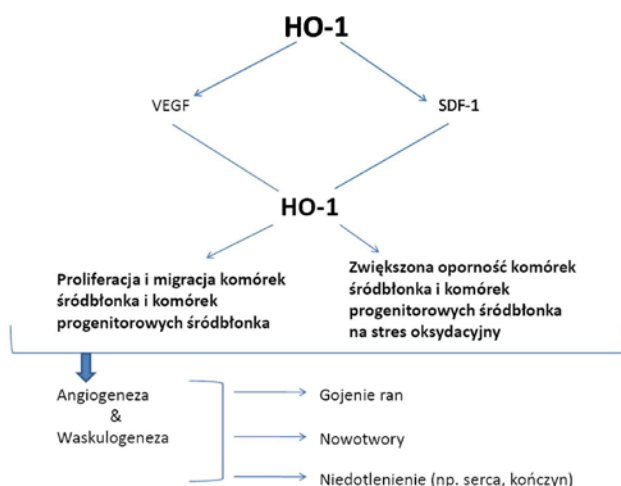 HO-1
VEGF
SDF-1
HO-1
Proliferacja i migracja komórek
śródbłonka i komórek
progenitorowych śródbłonka
Zwiększona oporność komórek
śródbłonka i komórek
progenitorowych śródbłonka
na stres oksydacyjny
Angiogeneza
&
Waskulogeneza
Gojenie ran
Nowotwory
Niedotlenienie (np. serca, kończyn)